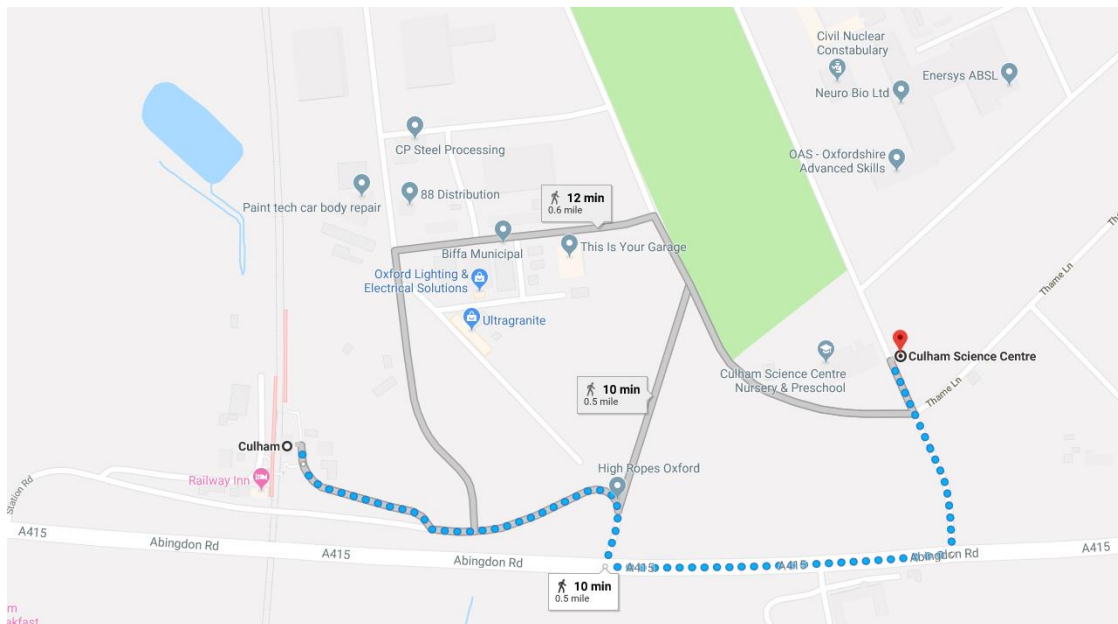 Civil Nuclear
Constabulary
Enersys ABSL
Neuro Bio Ltd
CP Steel Processing
OAS - Oxfordshire
Advanced Skills
88 Distribution
12 min
0.6 mile
Paint tech car body repair
Biffa Municipal
This Is Your Garage
Oxford Lighting &
Electrical Solutions
Thame Ln
Ultragranite
Culham Science Centre
Culham Science Centre
Nursery & Preschool
Thame Ln
10 min
0.5 mile
Culham
High Ropes Oxford
Railway Inn
Station Rd
A415
Abingdon Rd
A415
Abingdon Rd
A415
A415
Abingdon Rd
A415
10 min
0.5 mile